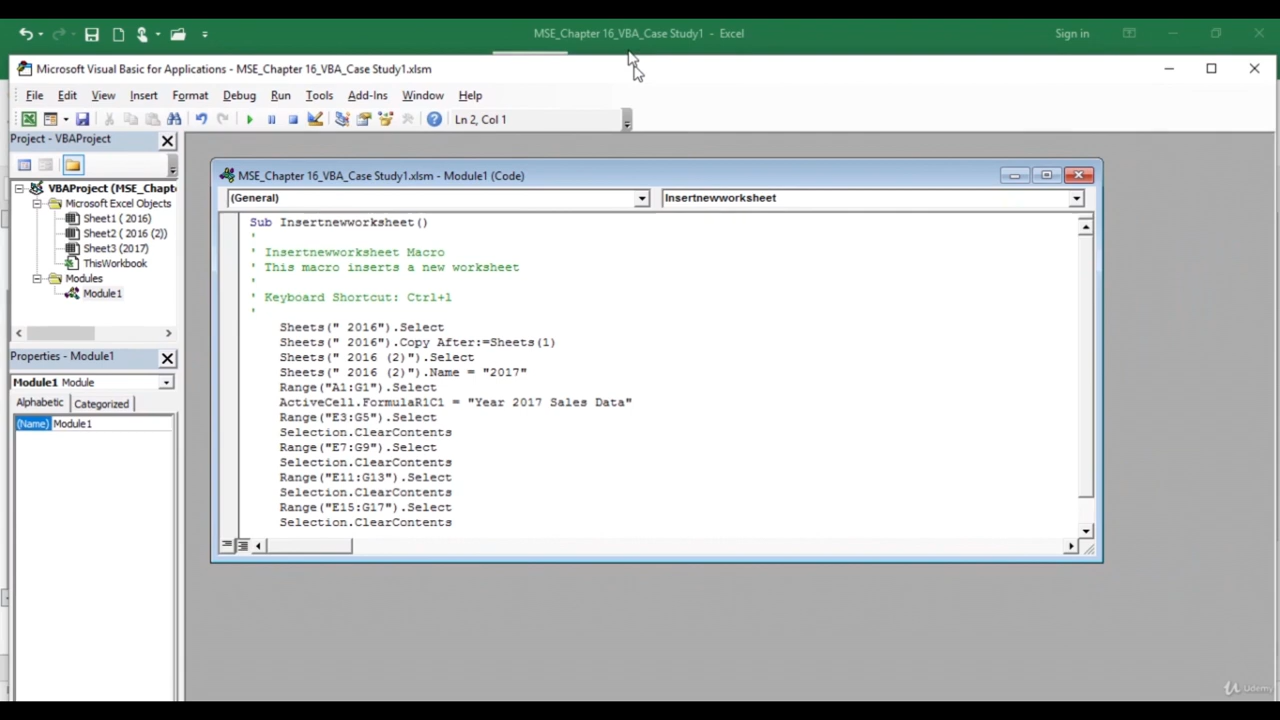 MSE_Chapter 16_VBA_Case Study1 - Excel
Sign in
Microsoft Visual Basic for Applications - MSE_Chapter 16_VBA_Case Study1.xlsm
File Edit View Insert Format Debug Run Tools Add-Ins Window Help
Ln 2, Col 1
Project - VBAProject
VBAProject (MSE_Chapt
Microsoft Excel Objects
Sheet1 ( 2016)
Sheet2 ( 2016 (2))
Sheet3 (2017)
ThisWorkbook
Modules
Module1
Properties - Module1
Module1 Module
Alphabetic Categorized
(Name) Module1
MSE_Chapter 16_VBA_Case Study1.xlsm - Module1 (Code)
(General) Insertnewworksheet
Sub Insertnewworksheet()
'
' Insertnewworksheet Macro
' This macro inserts a new worksheet
'
' Keyboard Shortcut: Ctrl+l
'
Sheets(" 2016").Select
Sheets(" 2016").Copy After:=Sheets(1)
Sheets(" 2016 (2)").Select
Sheets(" 2016 (2)").Name = "2017"
Range("A1:G1").Select
ActiveCell.FormulaR1C1 = "Year 2017 Sales Data"
Range("E3:G5").Select
Selection.ClearContents
Range("E7:G9").Select
Selection.ClearContents
Range("E11:G13").Select
Selection.ClearContents
Range("E15:G17").Select
Selection.ClearContents
Udemy